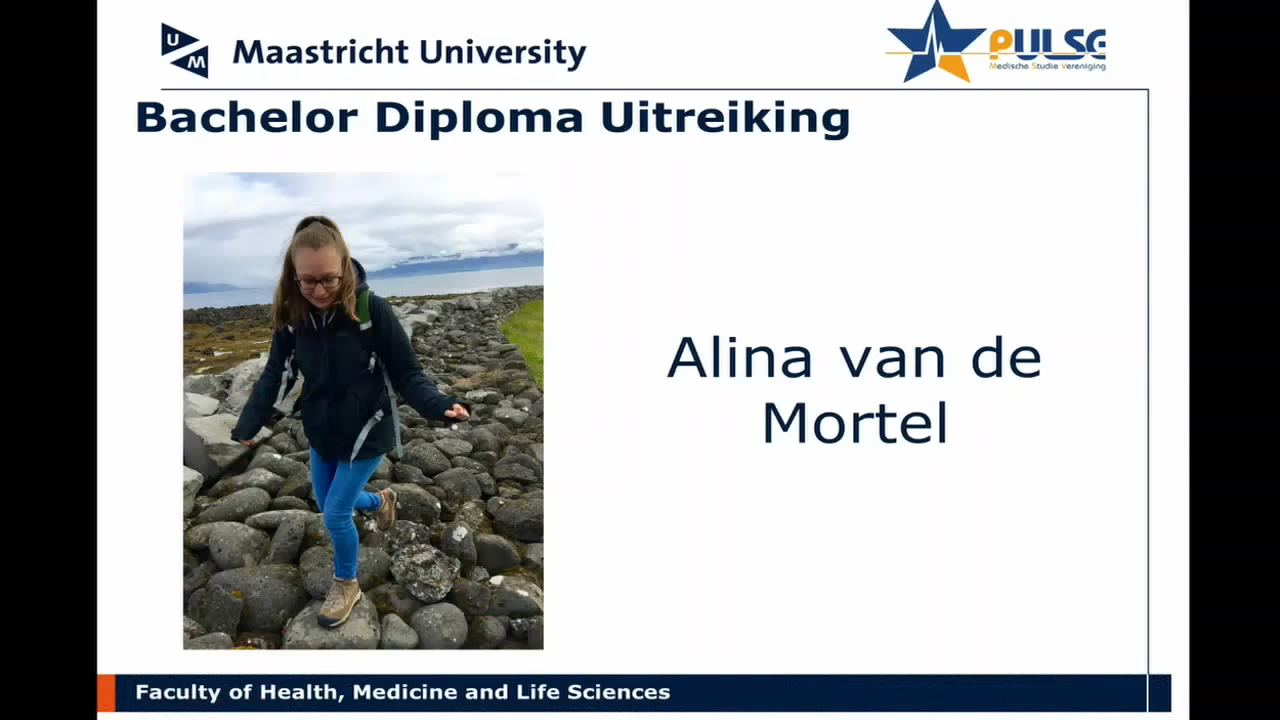 UM
Maastricht University
PULSE
Medische Studie Vereniging
Bachelor Diploma Uitreiking
Alina van de
Mortel
Faculty of Health, Medicine and Life Sciences